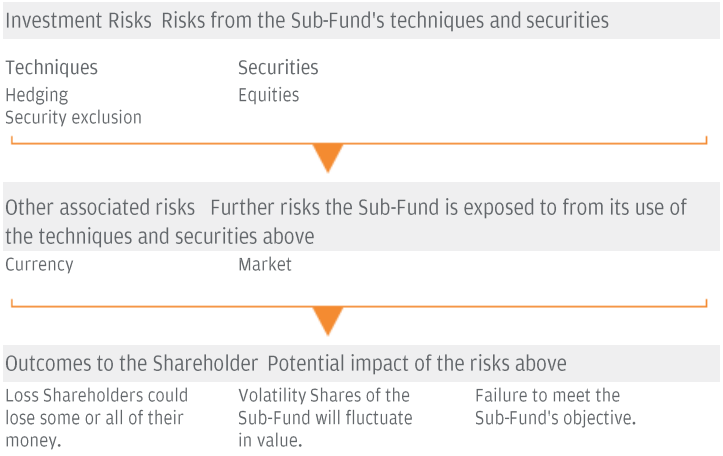 Investment Risks Risks from the Sub-Fund's techniques and securities
Techniques Securities
Hedging Equities
Security exclusion
Other associated risks Further risks the Sub-Fund is exposed to from its use of
the techniques and securities above
Currency Market
Outcomes to the Shareholder Potential impact of the risks above
Loss Shareholders could
lose some or all of their
money.
Volatility Shares of the
Sub-Fund will fluctuate
in value.
Failure to meet the
Sub-Fund's objective.